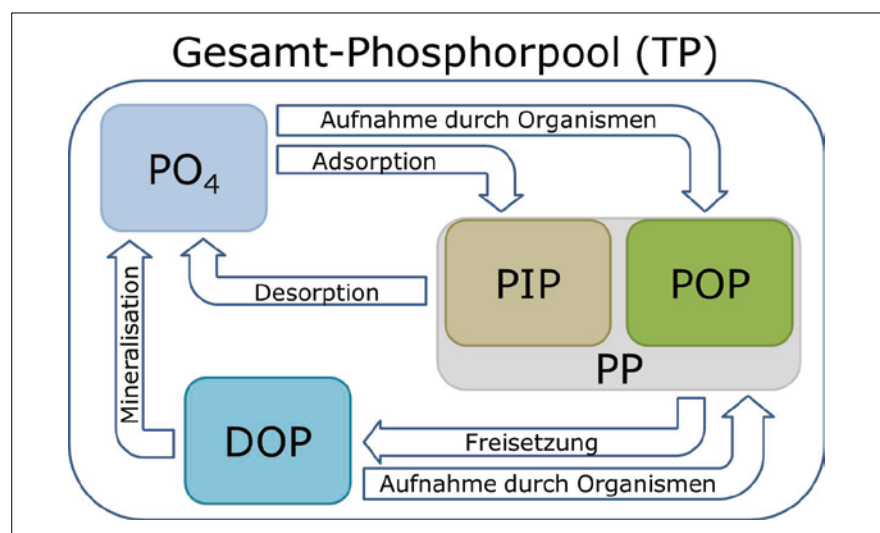 Gesamt-Phosphorpool (TP)
Aufnahme durch Organismen
PO₄
Adsorption
PIP
POP
Desorption
PP
Mineralisation
DOP
Freisetzung
Aufnahme durch Organismen